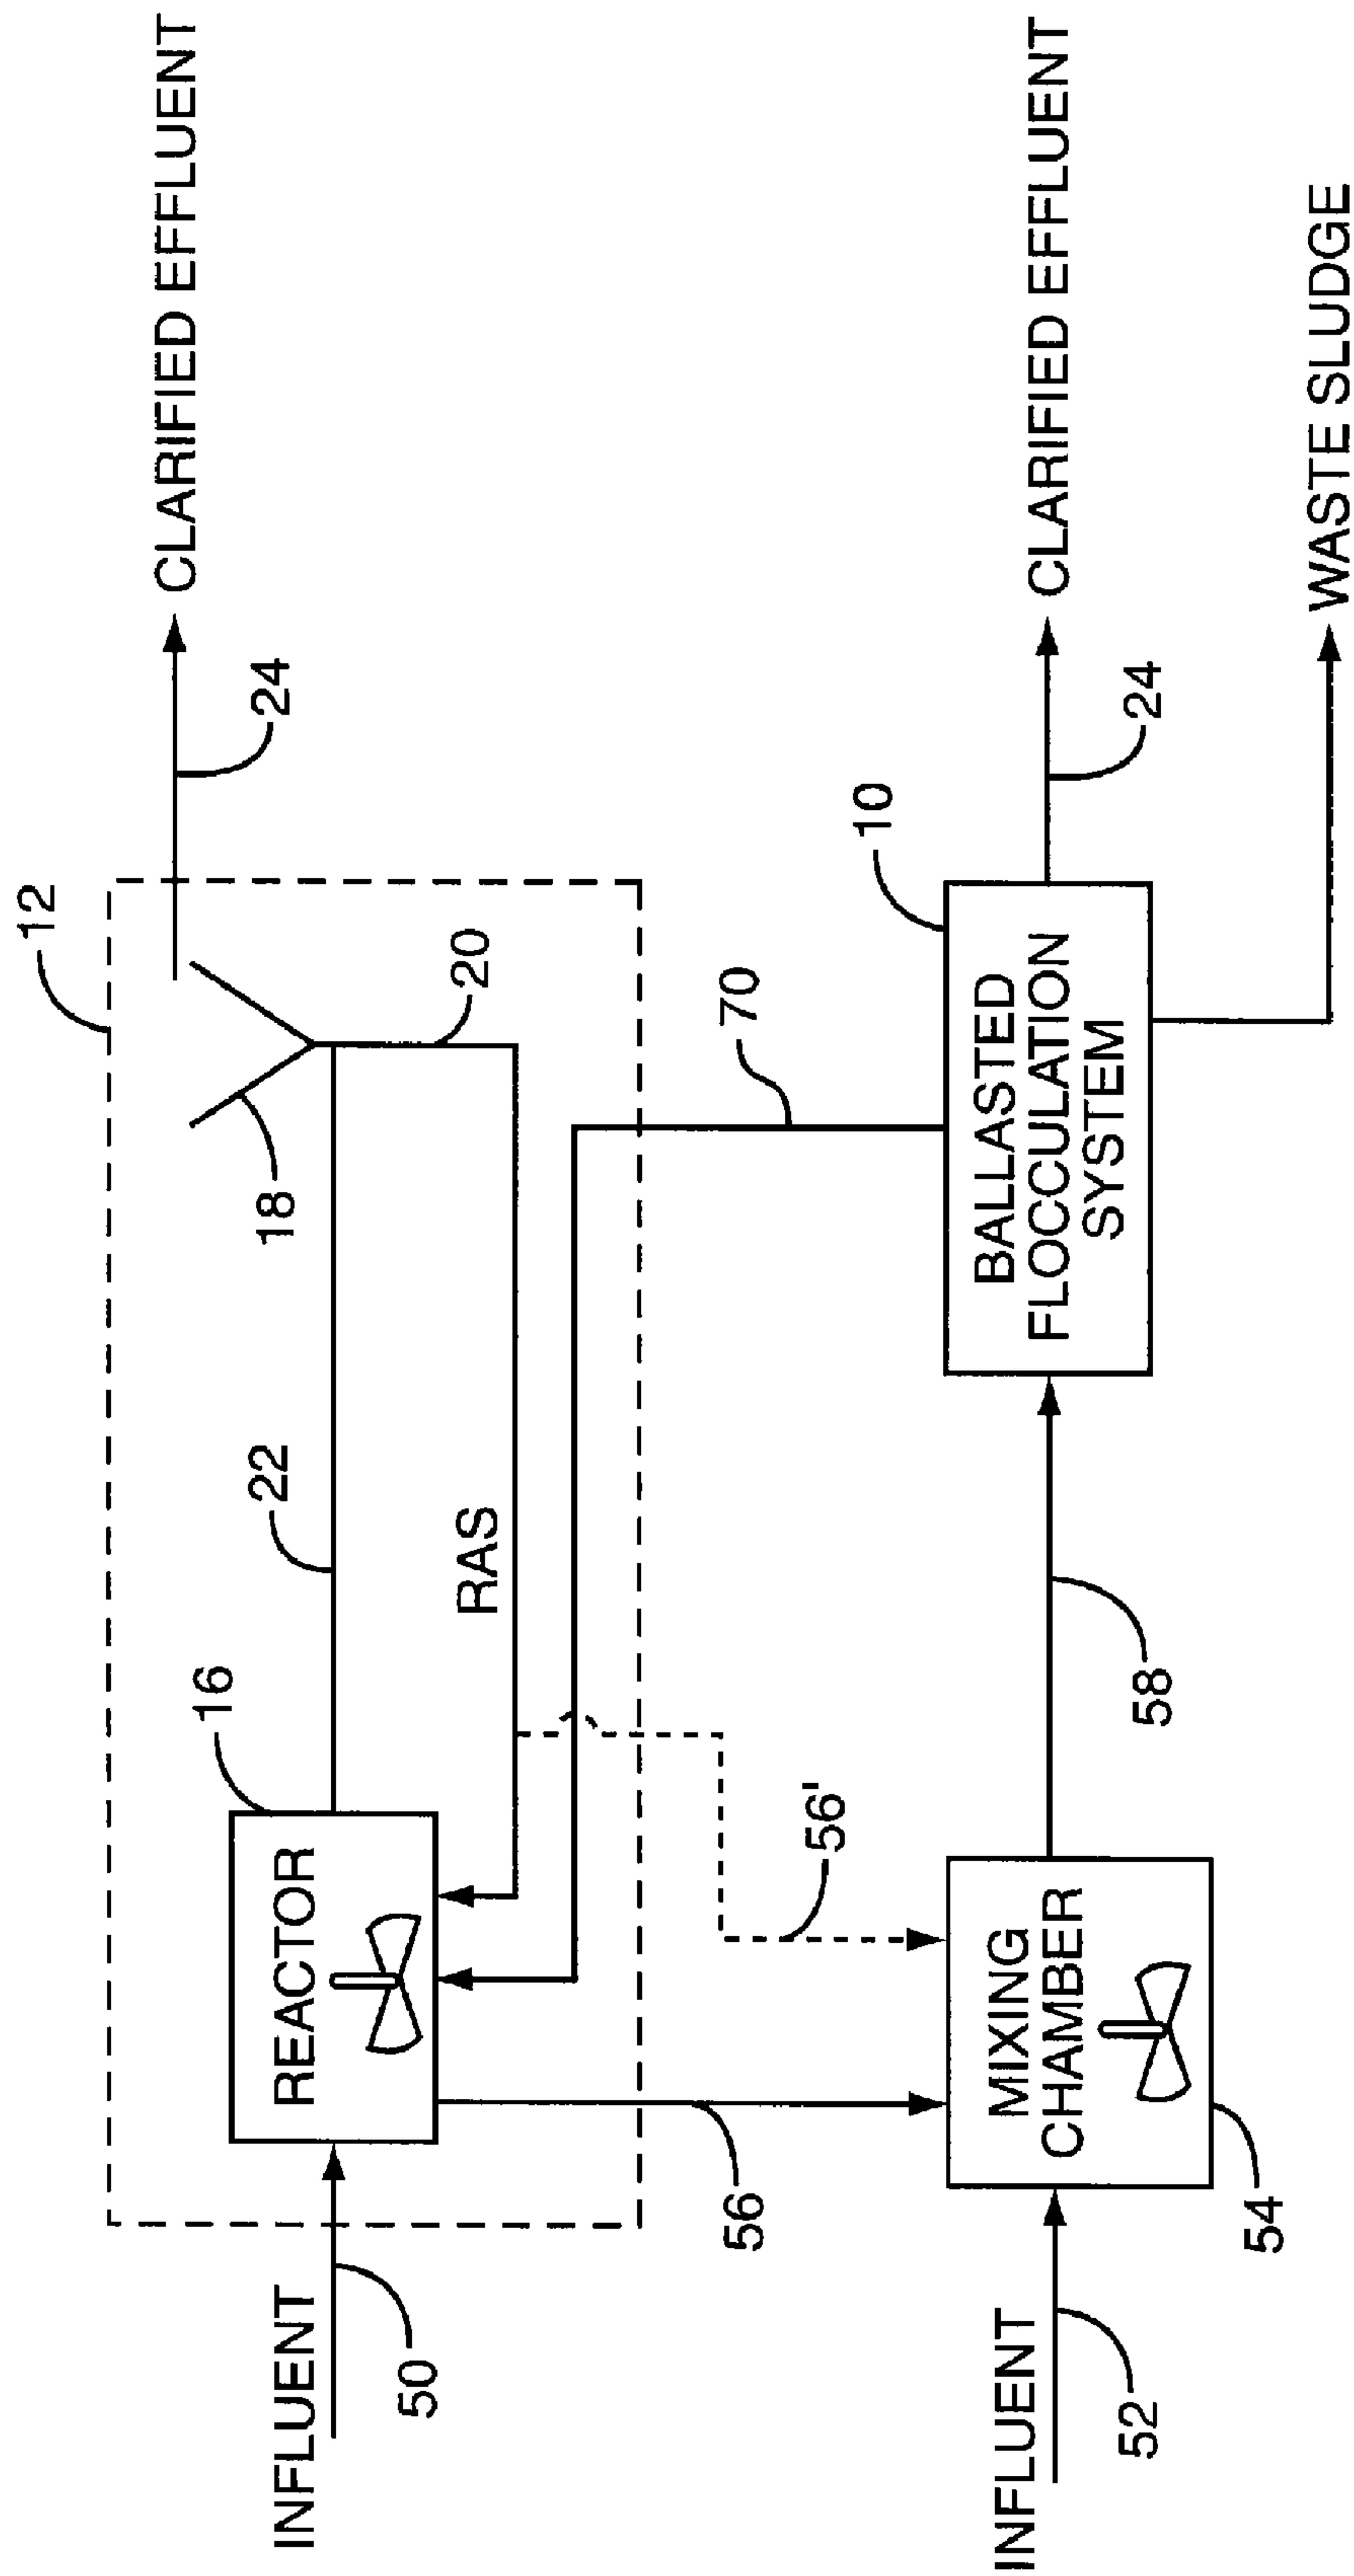 12
24
CLARIFIED EFFLUENT
16
22
18
INFLUENT
REACTOR
50
RAS
20
70
56
56'
10
24
CLARIFIED EFFLUENT
INFLUENT
MIXING
CHAMBER
BALLASTED
FLOCCULATION
SYSTEM
52
54
58
WASTE SLUDGE